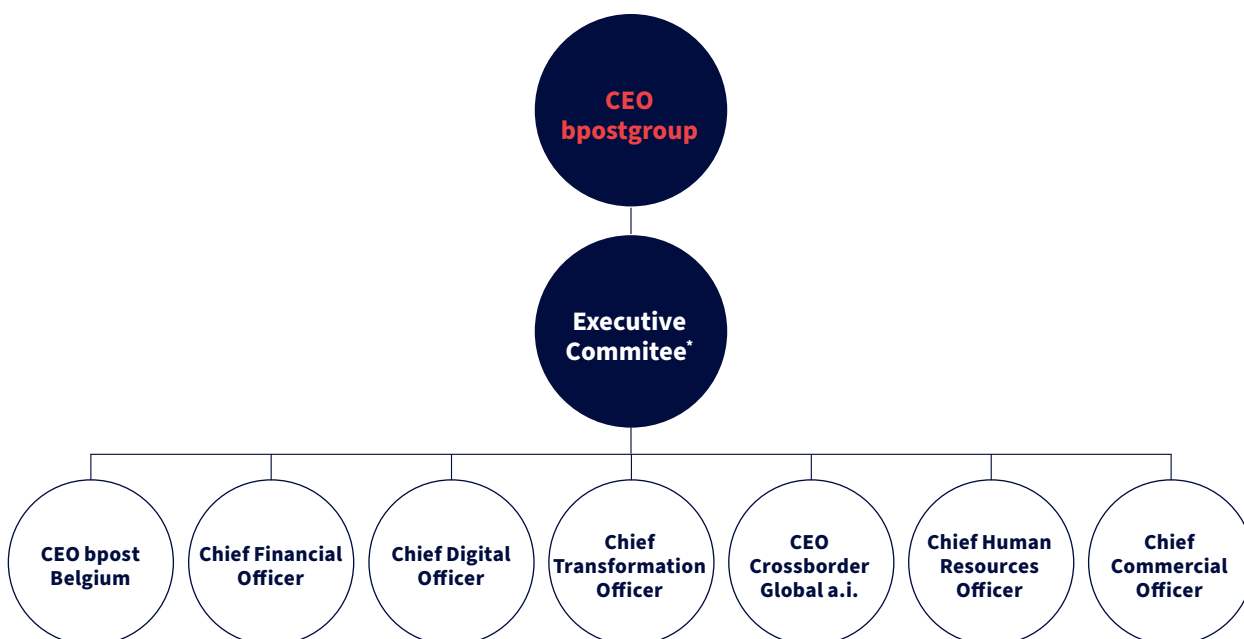 CEO
bpostgroup
Executive
Commitee*
CEO bpost
Belgium
Chief Financial
Officer
Chief Digital
Officer
Chief
Transformation
Officer
CEO
Crossborder
Global a.i.
Chief Human
Resources
Officer
Chief
Commercial
Officer